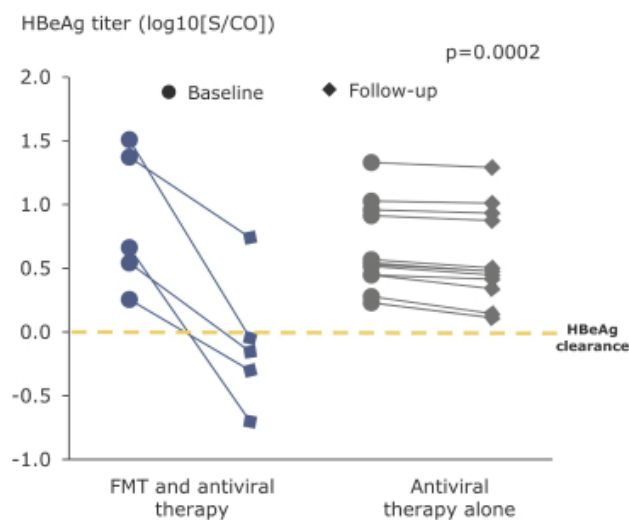 HBeAg titer (log10[S/CO])
p=0.0002
2.0
Baseline
Follow-up
1.5
1.0
0.5
0.0
HBeAg
clearance
-0.5
-1.0
FMT and antiviral
therapy
Antiviral
therapy alone